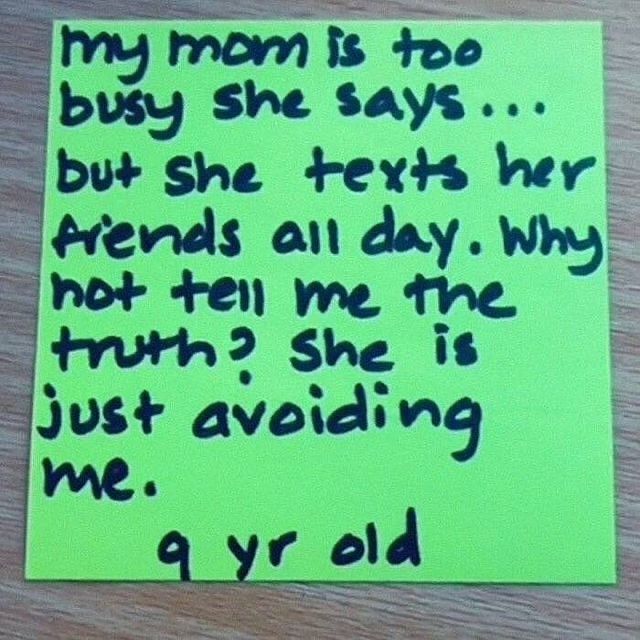 my mom is too
busy she says...
but she texts her
friends all day. Why
not tell me the
truth? She is
just avoiding
me.
9 yr old